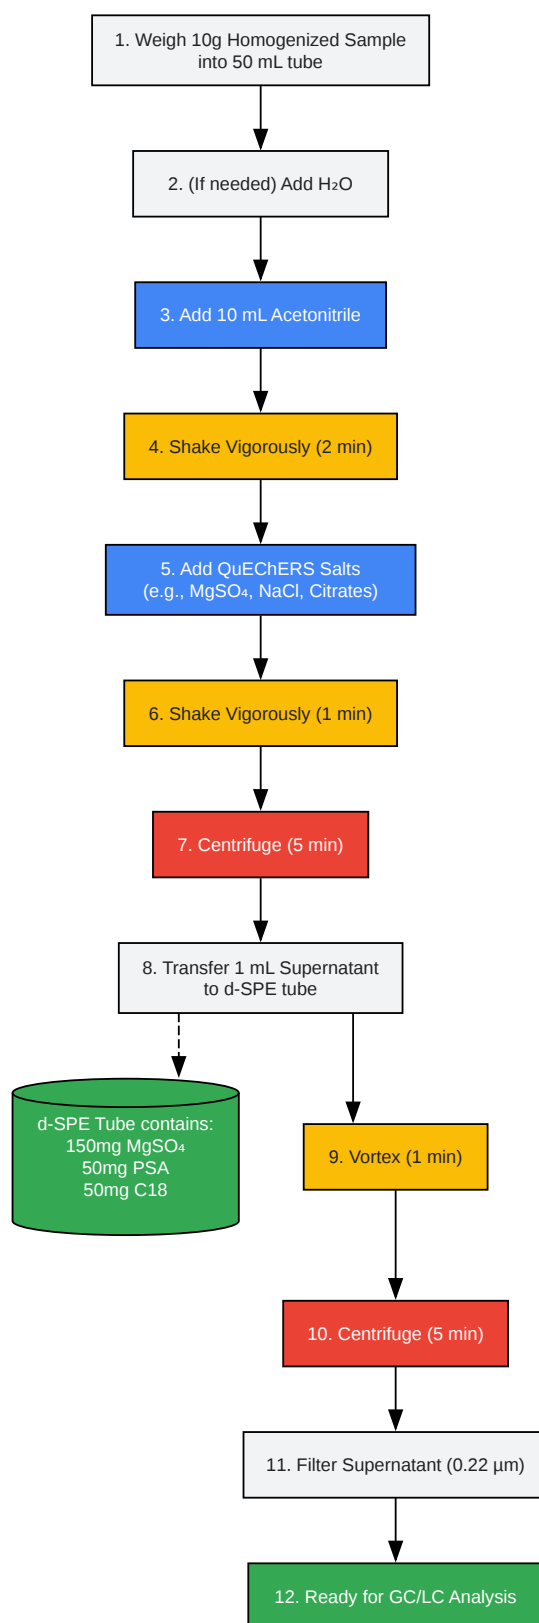 1. Weigh 10g Homogenized Sample
into 50 mL tube
2. (If needed) Add H₂O
3. Add 10 mL Acetonitrile
4. Shake Vigorously (2 min)
5. Add QuEChERS Salts
(e.g., MgSO₄, NaCl, Citrates)
6. Shake Vigorously (1 min)
7. Centrifuge (5 min)
8. Transfer 1 mL Supernatant
to d-SPE tube
d-SPE Tube contains:
150mg MgSO₄
50mg PSA
50mg C18
9. Vortex (1 min)
10. Centrifuge (5 min)
11. Filter Supernatant (0.22 µm)
12. Ready for GC/LC Analysis